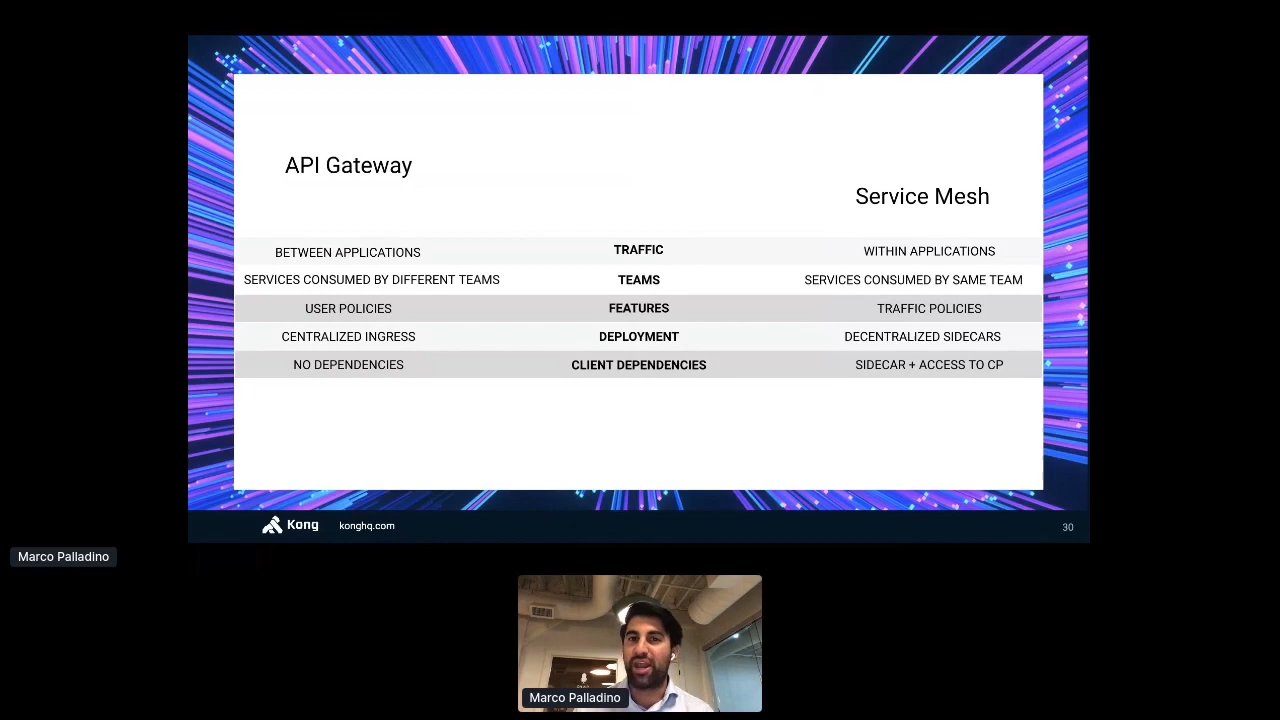 API Gateway
Service Mesh
BETWEEN APPLICATIONS TRAFFIC WITHIN APPLICATIONS
SERVICES CONSUMED BY DIFFERENT TEAMS TEAMS SERVICES CONSUMED BY SAME TEAM
USER POLICIES FEATURES TRAFFIC POLICIES
CENTRALIZED INGRESS DEPLOYMENT DECENTRALIZED SIDECARS
NO DEPENDENCIES CLIENT DEPENDENCIES SIDECAR + ACCESS TO CP
Kong konghq.com 30
Marco Palladino
Marco Palladino